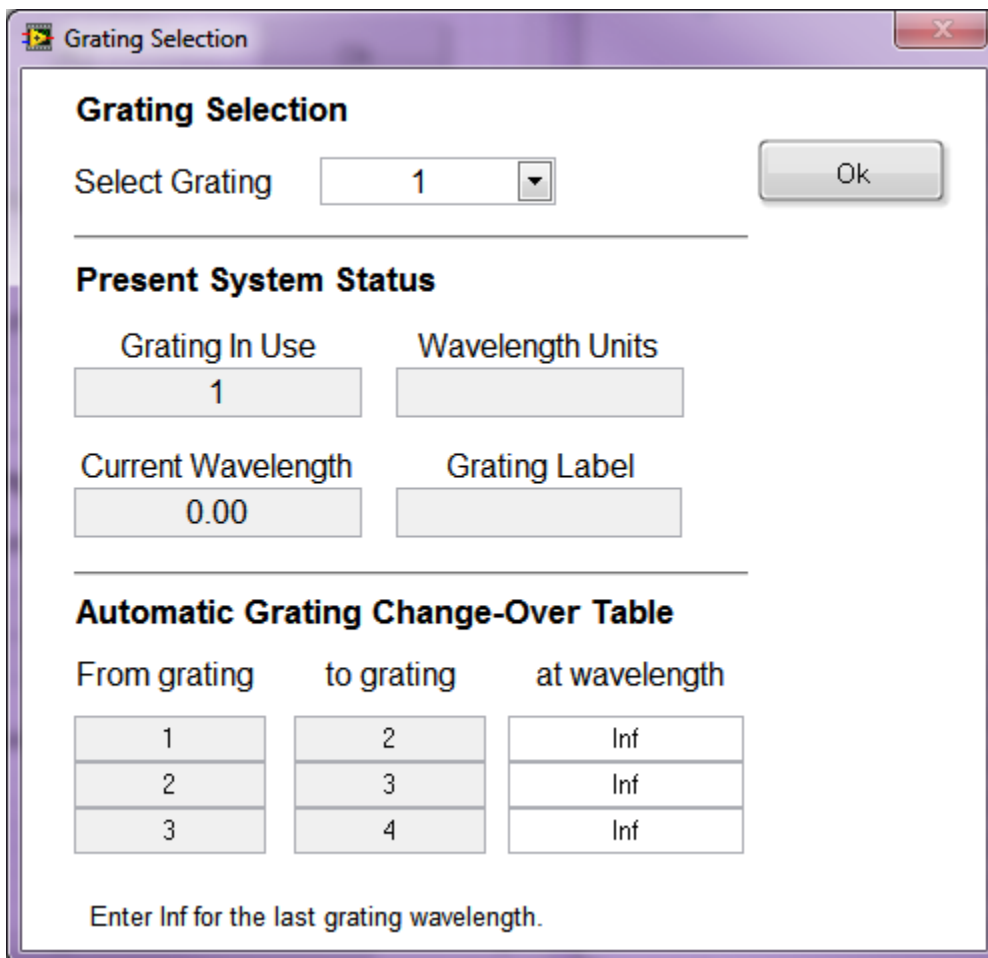 Grating Selection
Grating Selection
Select Grating 1
Ok
Present System Status
Grating In Use Wavelength Units
1
Current Wavelength Grating Label
0.00
Automatic Grating Change-Over Table
From grating to grating at wavelength
1 2 Inf
2 3 Inf
3 4 Inf
Enter Inf for the last grating wavelength.